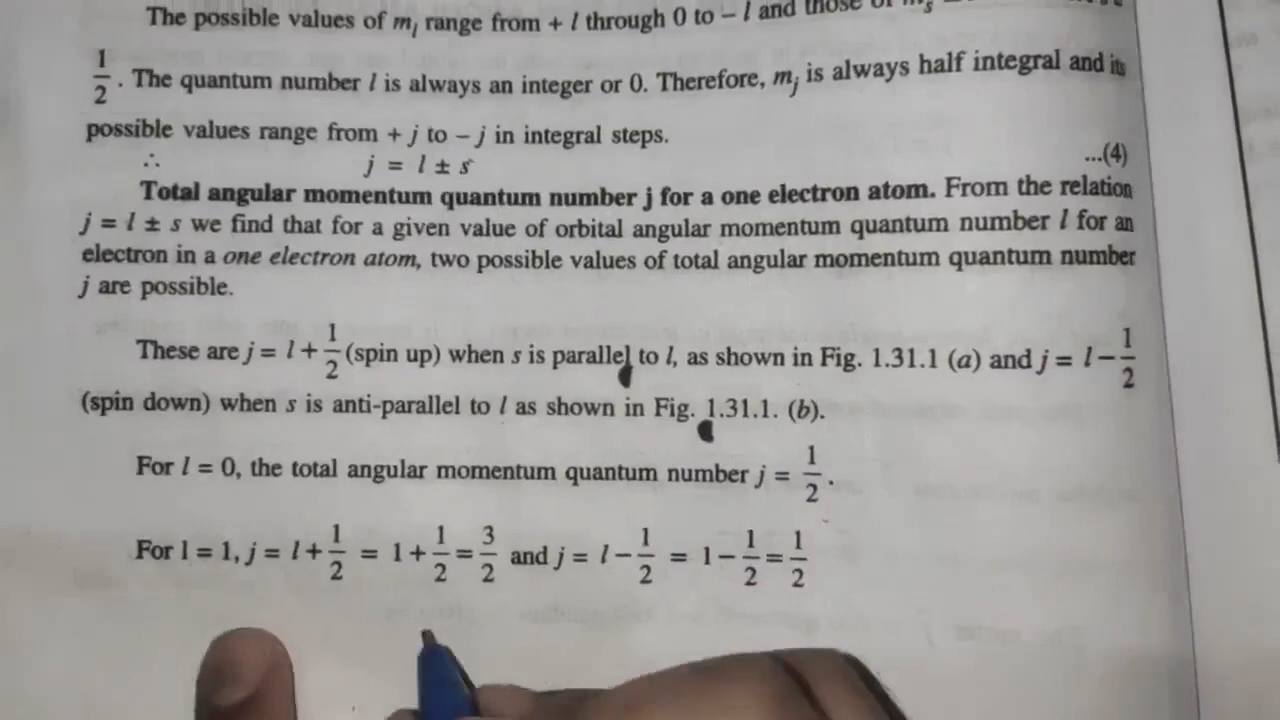 The possible values of m_l range from + l through 0 to – l and those of m_s
1/2. The quantum number l is always an integer or 0. Therefore, m_j is always half integral and its
possible values range from + j to – j in integral steps.
∴ j = l ± s ...(4)
Total angular momentum quantum number j for a one electron atom. From the relation
j = l ± s we find that for a given value of orbital angular momentum quantum number l for an
electron in a one electron atom, two possible values of total angular momentum quantum number
j are possible.
These are j = l + 1/2 (spin up) when s is parallel to l, as shown in Fig. 1.31.1 (a) and j = l – 1/2
(spin down) when s is anti-parallel to l as shown in Fig. 1.31.1. (b).
For l = 0, the total angular momentum quantum number j = 1/2.
For l = 1, j = l + 1/2 = 1 + 1/2 = 3/2 and j = l – 1/2 = 1 – 1/2 = 1/2